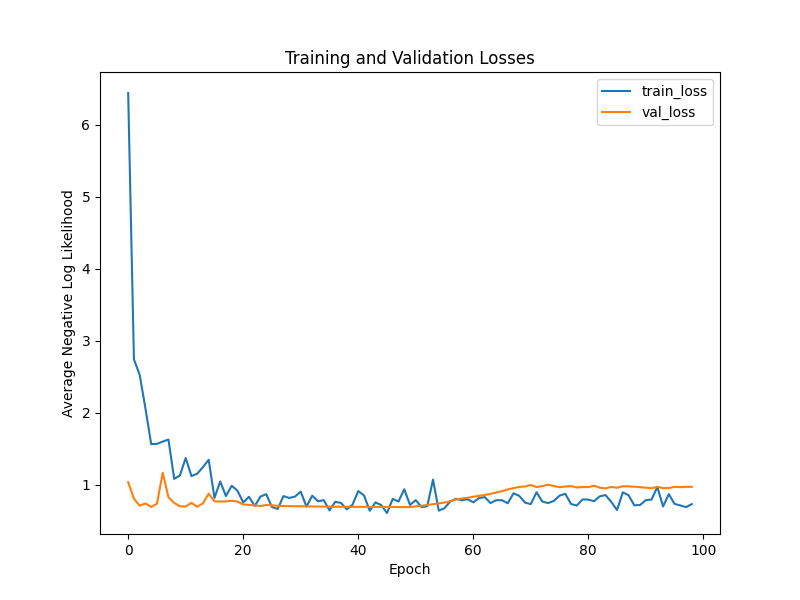 Training and Validation Losses
train_loss
val_loss
Average Negative Log Likelihood
6
5
4
3
2
1
0
20
40
60
80
100
Epoch